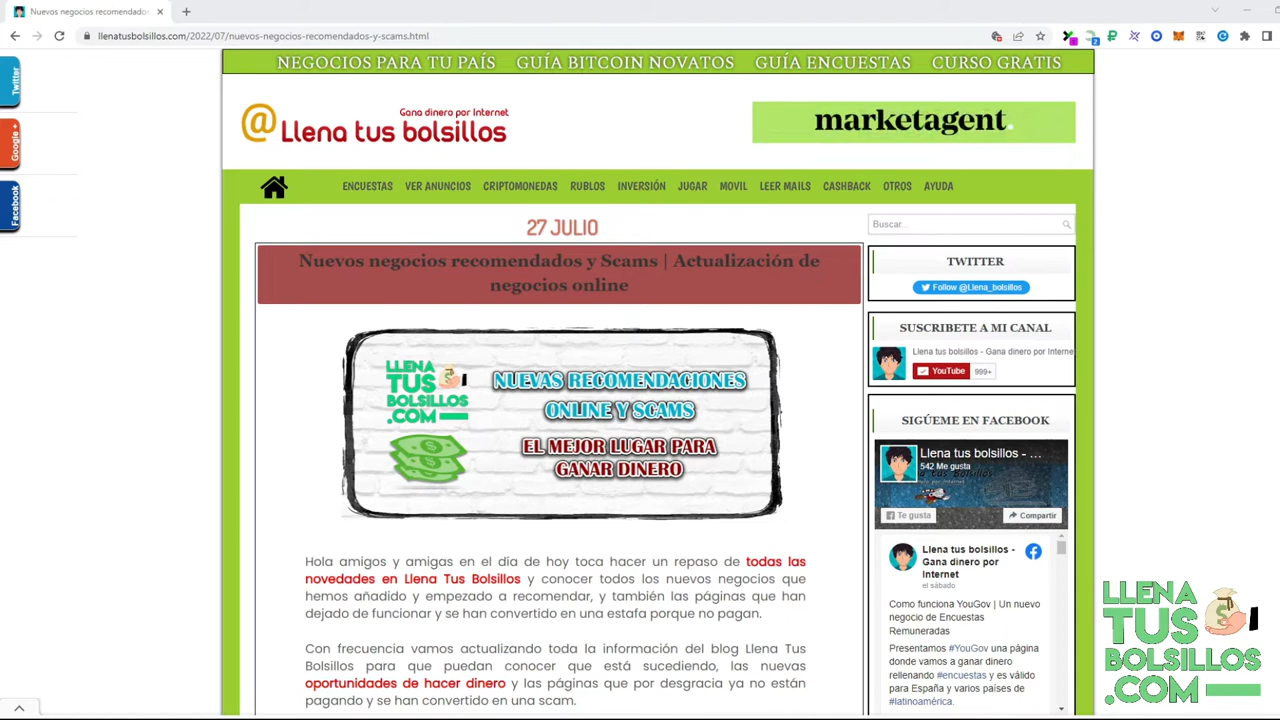 Nuevos negocios recomendados
llenatusbolsillos.com/2022/07/nuevos-negocios-recomendados-y-scams.html
Twitter
Google +
Facebook
NEGOCIOS PARA TU PAÍS GUÍA BITCOIN NOVATOS GUÍA ENCUESTAS CURSO GRATIS
Gana dinero por Internet
@ Llena tus bolsillos
marketagent.
ENCUESTAS VER ANUNCIOS CRIPTOMONEDAS RUBLOS INVERSIÓN JUGAR MOVIL LEER MAILS CASHBACK OTROS AYUDA
27 JULIO
Nuevos negocios recomendados y Scams | Actualización de
negocios online
LLENA
TUS
BOLSILLOS
.COM
NUEVAS RECOMENDACIONES
ONLINE Y SCAMS
EL MEJOR LUGAR PARA
GANAR DINERO
Hola amigos y amigas en el día de hoy toca hacer un repaso de todas las
novedades en Llena Tus Bolsillos y conocer todos los nuevos negocios que
hemos añadido y empezado a recomendar, y también las páginas que han
dejado de funcionar y se han convertido en una estafa porque no pagan.
Con frecuencia vamos actualizando toda la información del blog Llena Tus
Bolsillos para que puedan conocer que está sucediendo, las nuevas
oportunidades de hacer dinero y las páginas que por desgracia ya no están
pagando y se han convertido en una scam.
Buscar...
TWITTER
Follow @Llena_bolsillos
SUSCRIBETE A MI CANAL
Llena tus bolsillos - Gana dinero por Interne
YouTube 999+
SIGÚEME EN FACEBOOK
Llena tus bolsillos - ...
542 Me gusta
Te gusta
Compartir
Llena tus bolsillos -
Gana dinero por
Internet
el sábado
Como funciona YouGov | Un nuevo
negocio de Encuestas
Remuneradas
Presentamos #YouGov una página
donde vamos a ganar dinero
rellenando #encuestas y es válido
para España y varios países de
#latinoamérica.
LLENA
TUS
BOLSILLOS
.COM